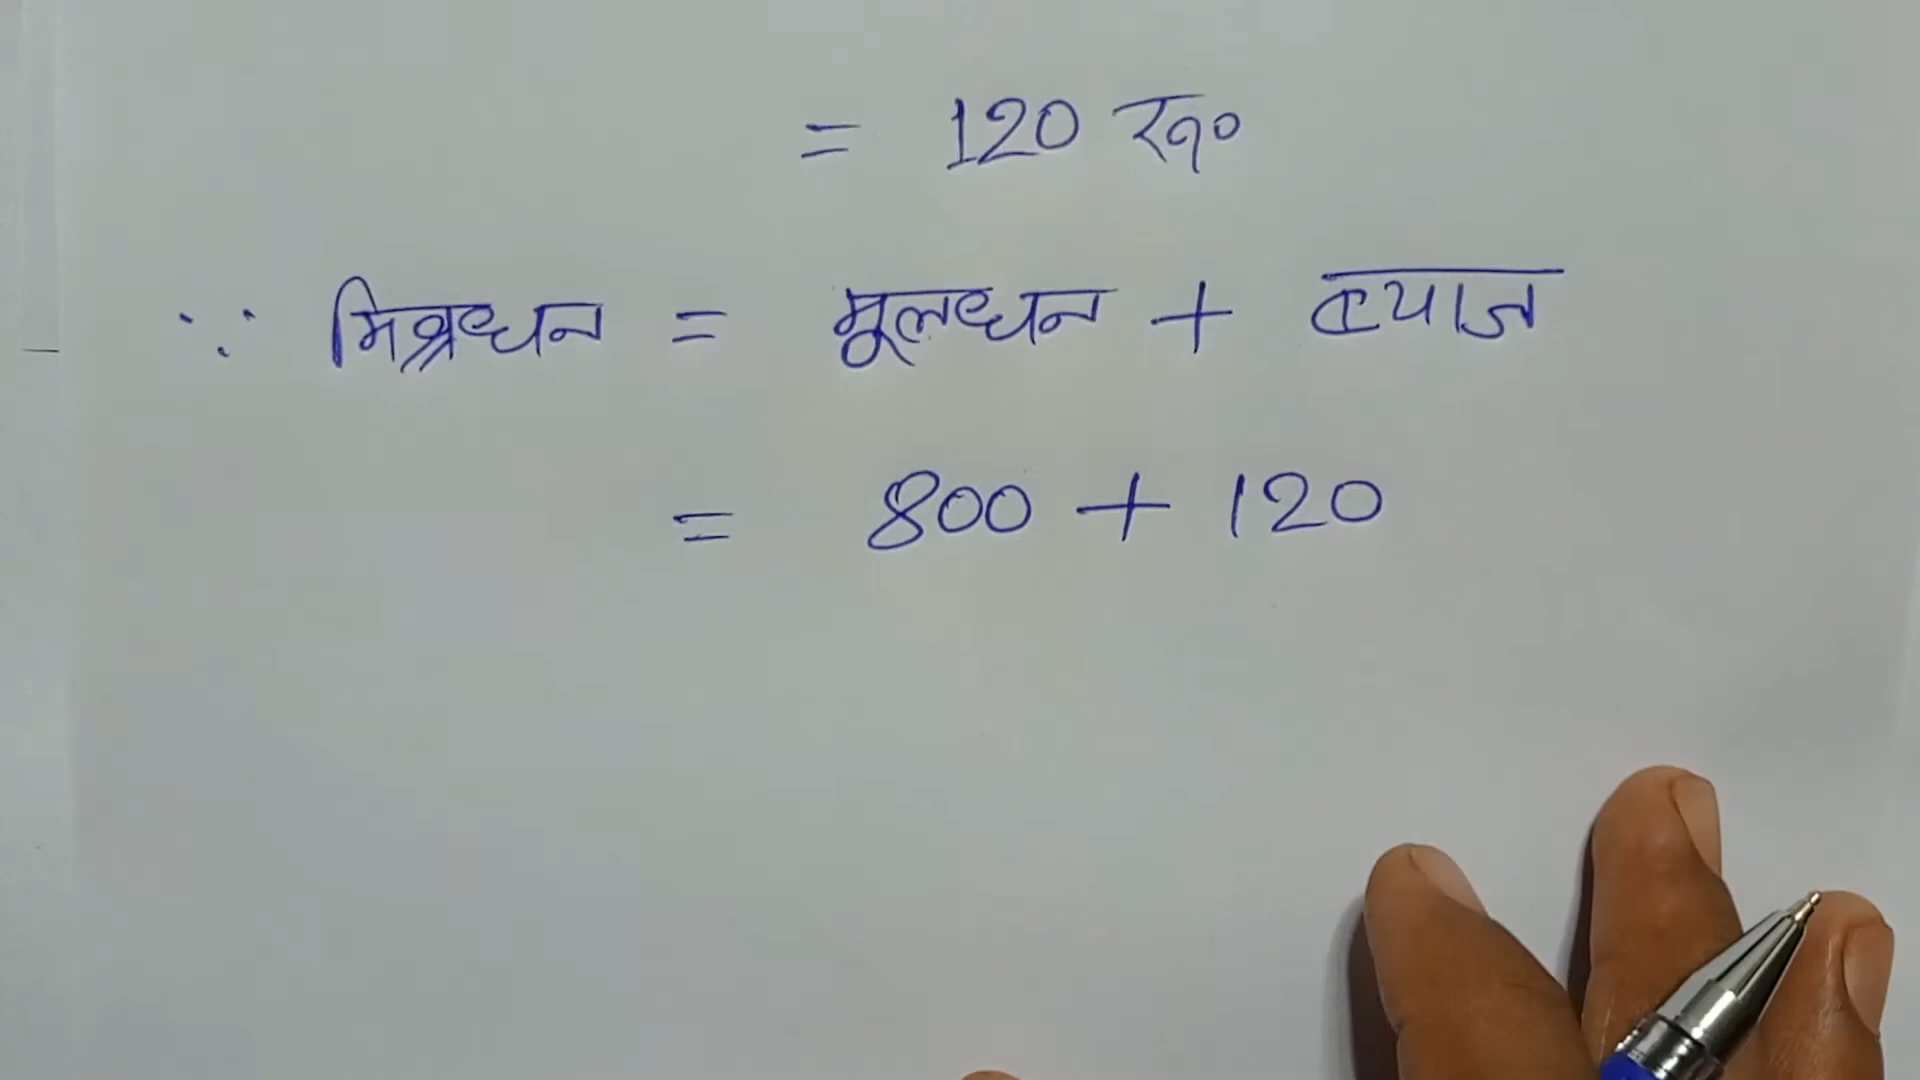 = 120 रू०
∵ मिश्रधन = मूलधन + ब्याज
= 800 + 120